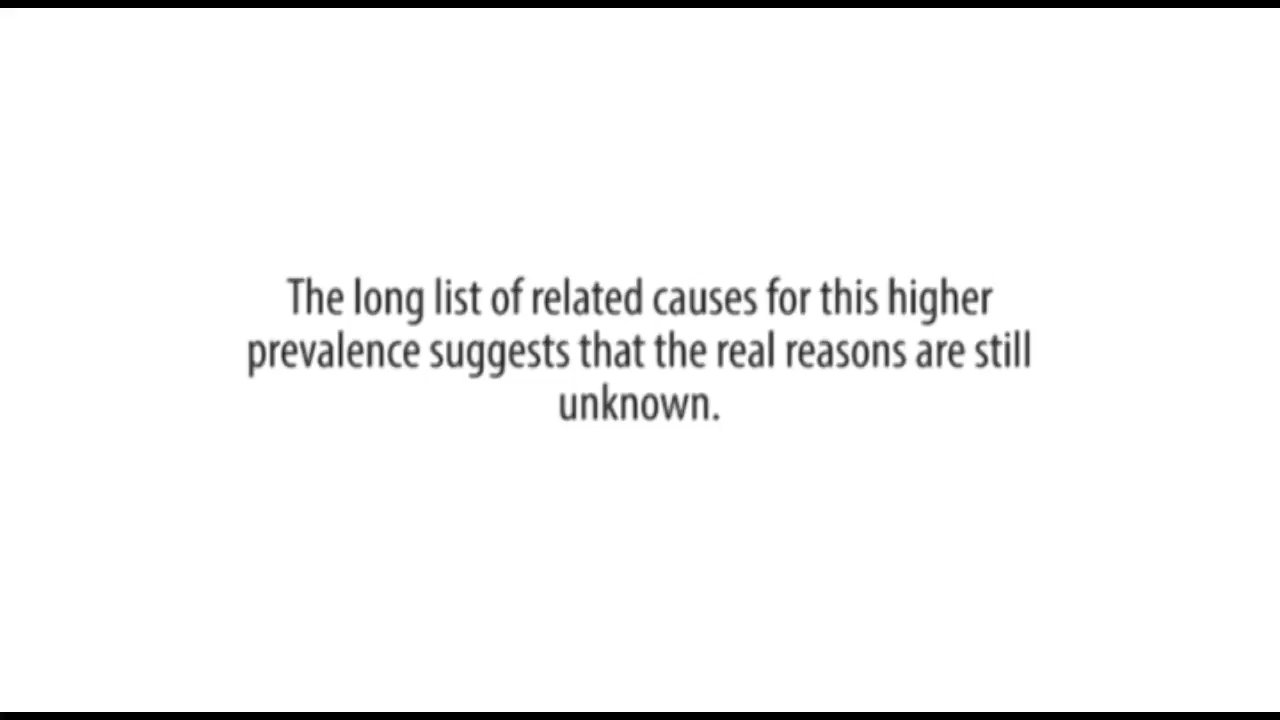 The long list of related causes for this higher
prevalence suggests that the real reasons are still
unknown.